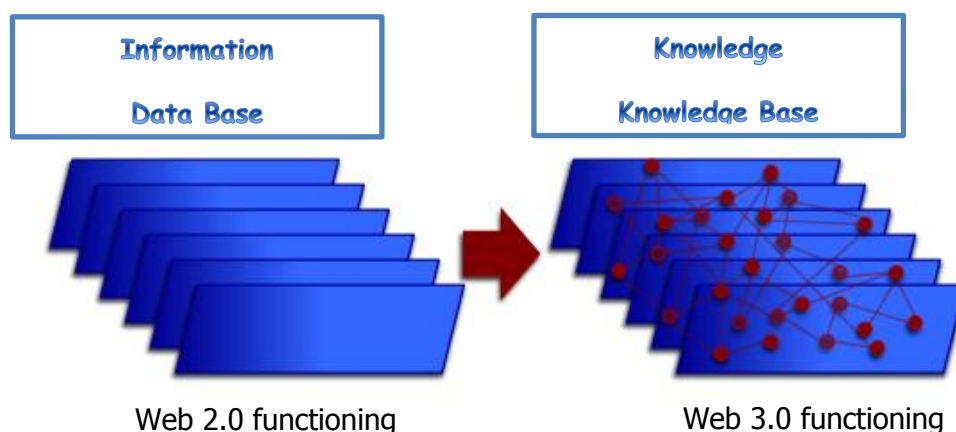 Information
Data Base
Knowledge
Knowledge Base
Web 2.0 functioning
Web 3.0 functioning